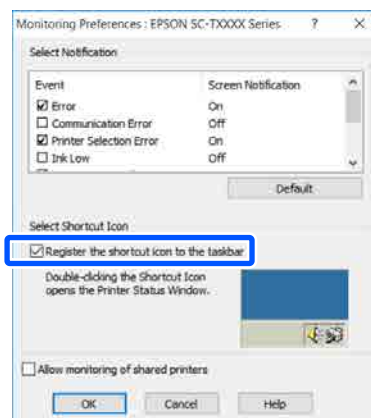 Monitoring Preferences : EPSON SC-TXXXX Series ? ×
Select Notification
Event Screen Notification
Error On
Communication Error Off
Printer Selection Error On
Ink Low Off
Default
Select Shortcut Icon
Register the shortcut icon to the taskbar
Double-clicking the Shortcut Icon
opens the Printer Status Window.
Allow monitoring of shared printers
OK Cancel Help